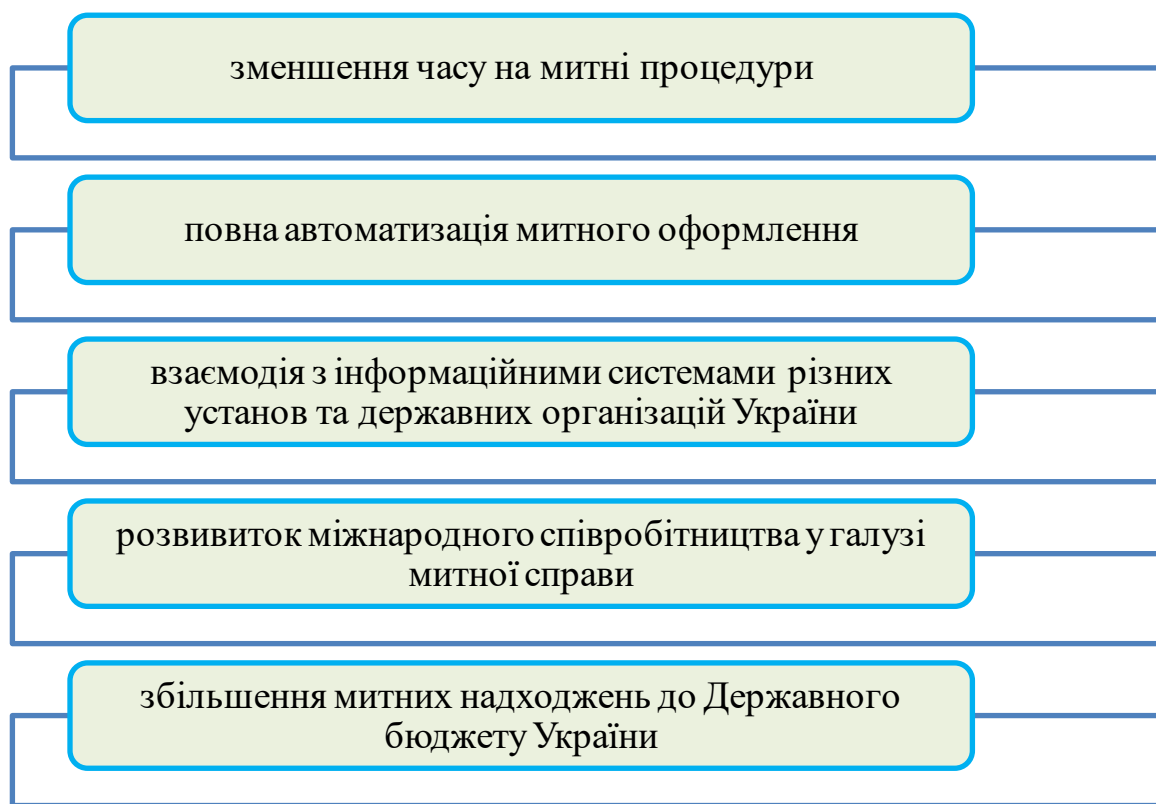 зменшення часу на митні процедури
повна автоматизація митного оформлення
взаємодія з інформаційними системами різних
установ та державних організацій України
розвивиток міжнародного співробітництва у галузі
митної справи
збільшення митних надходжень до Державного
бюджету України